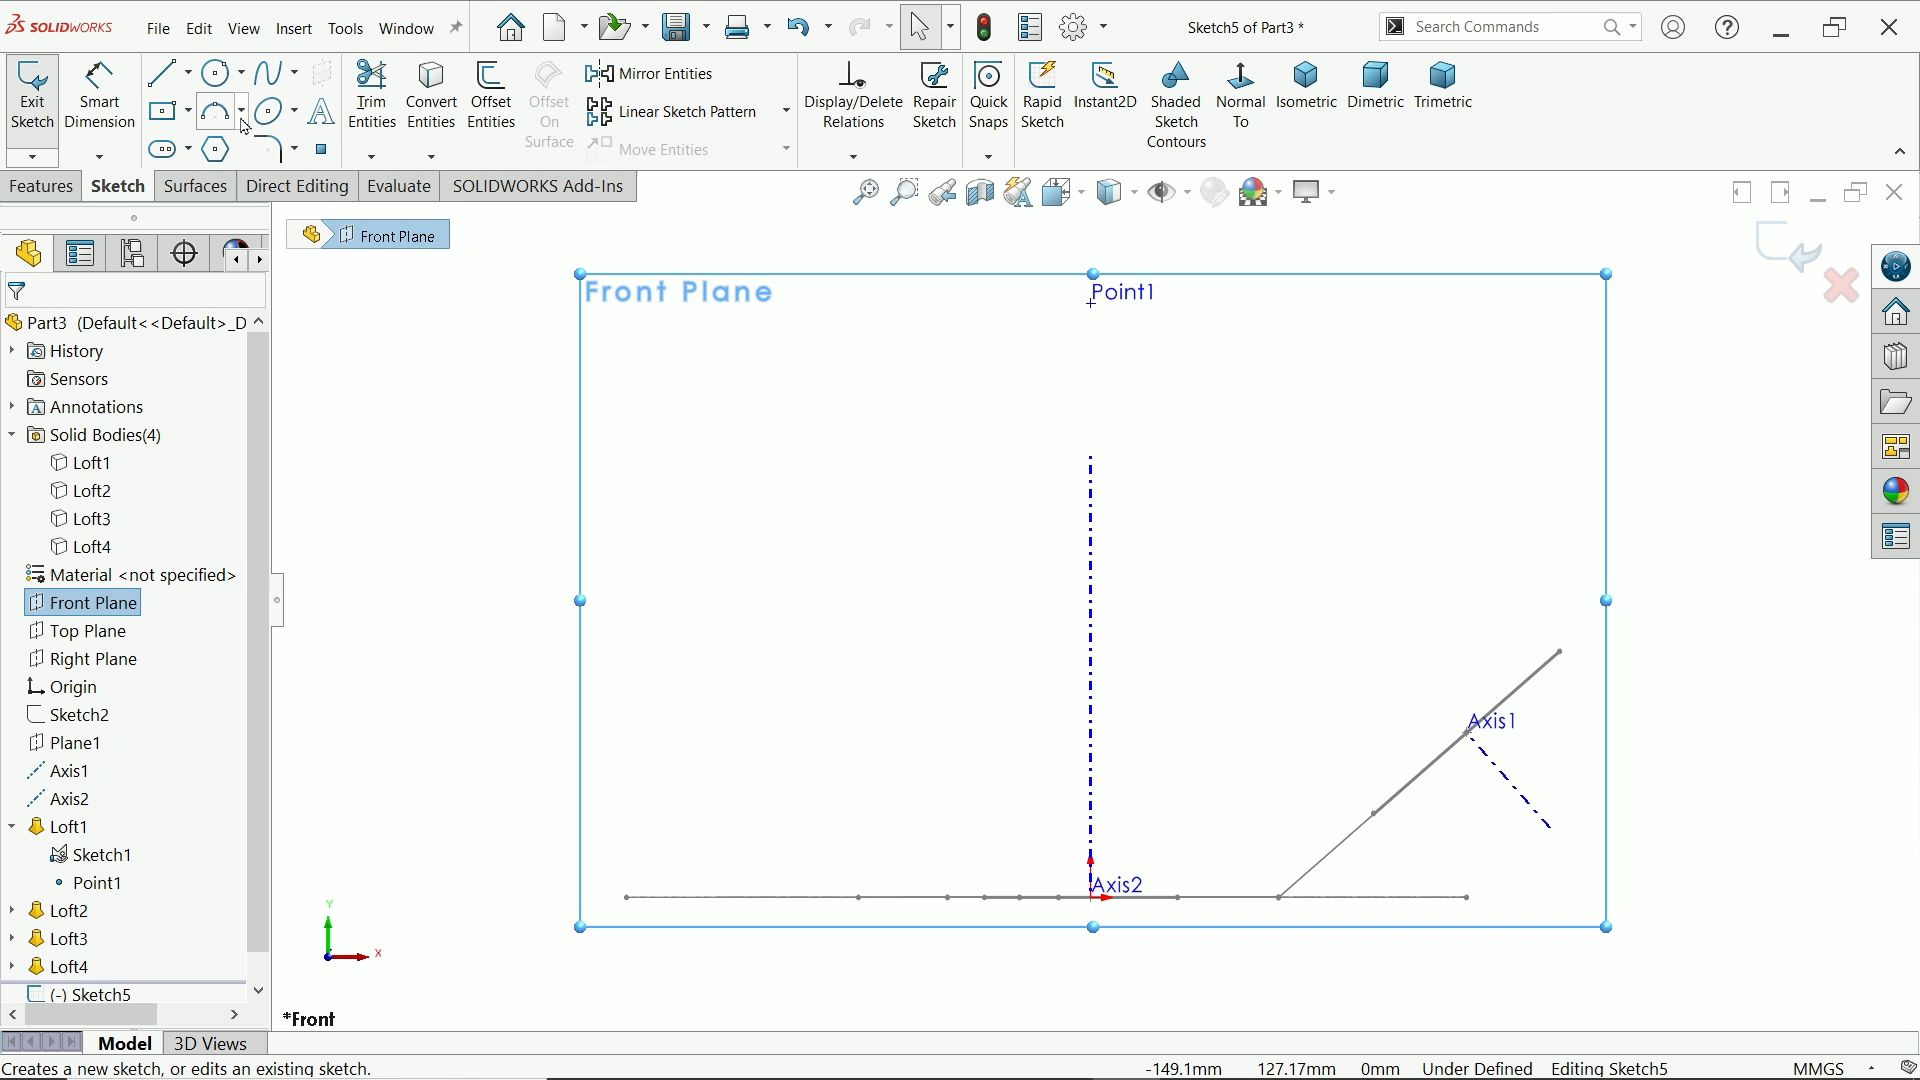 SOLIDWORKS File Edit View Insert Tools Window Sketch5 of Part3 * Search Commands
Exit Sketch
Smart Dimension
Trim Entities
Convert Entities
Offset Entities
Offset On Surface
Mirror Entities
Linear Sketch Pattern
Move Entities
Display/Delete Relations
Repair Sketch
Quick Snaps
Rapid Sketch
Instant2D
Shaded Sketch Contours
Normal To
Isometric
Dimetric
Trimetric
Features Sketch Surfaces Direct Editing Evaluate SOLIDWORKS Add-Ins
Front Plane
Part3 (Default<<Default>_D
History
Sensors
Annotations
Solid Bodies(4)
Loft1
Loft2
Loft3
Loft4
Material <not specified>
Front Plane
Top Plane
Right Plane
Origin
Sketch2
Plane1
Axis1
Axis2
Loft1
Sketch1
Point1
Loft2
Loft3
Loft4
(-) Sketch5
Front Plane
Point1
Axis1
Axis2
Y
X
*Front
Model 3D Views
Creates a new sketch, or edits an existing sketch. -149.1mm 127.17mm 0mm Under Defined Editing Sketch5 MMGS